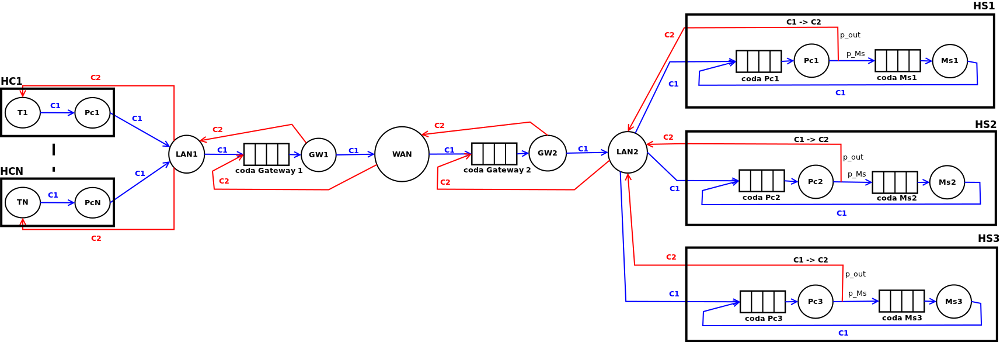 HC1
T1
C1
Pc1
C2
C1
HCN
TN
C1
PcN
C1
C2
LAN1
C2
C1
coda Gateway 1
C2
GW1
C1
WAN
C2
C1
coda Gateway 2
C2
GW2
C1
LAN2
HS1
C1 -> C2
C2
p_out
p_Ms
C1
coda Pc1
Pc1
coda Ms1
Ms1
C1
HS2
C1 -> C2
C2
p_out
p_Ms
C1
coda Pc2
Pc2
coda Ms2
Ms2
C1
HS3
C1 -> C2
C2
p_out
p_Ms
C1
coda Pc3
Pc3
coda Ms3
Ms3
C1